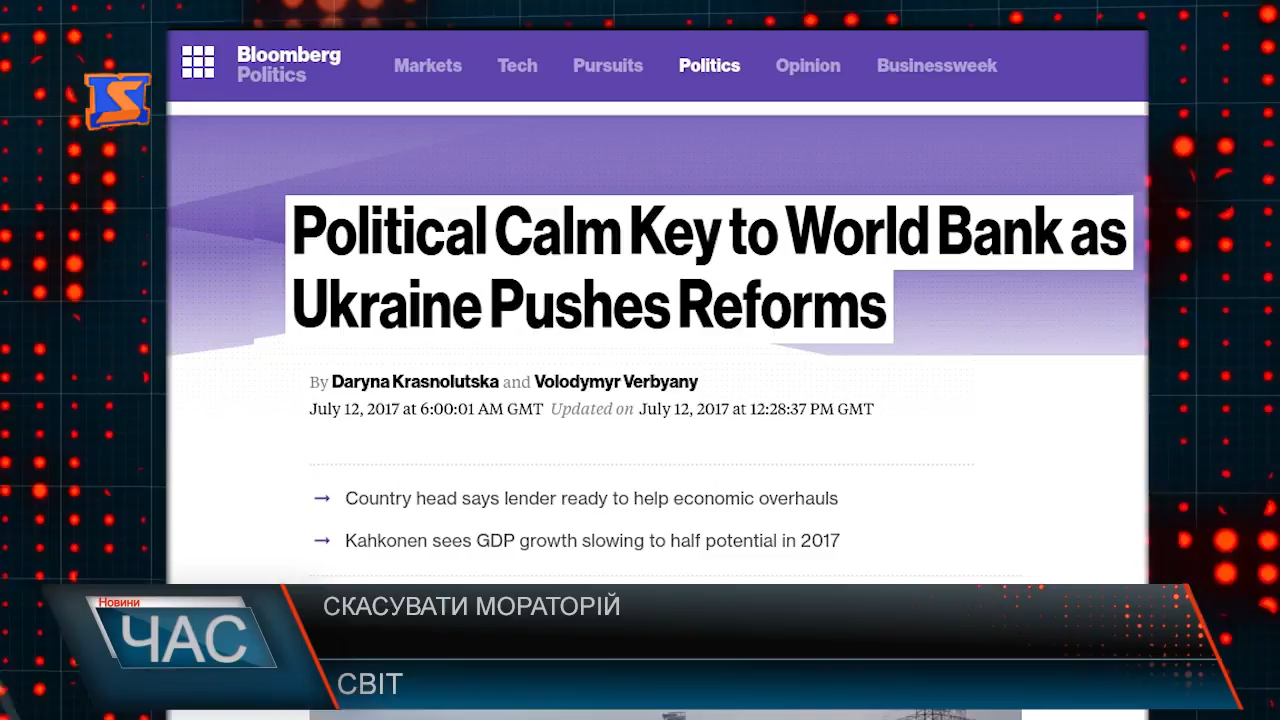 Bloomberg
Politics
Markets Tech Pursuits Politics Opinion Businessweek
Political Calm Key to World Bank as
Ukraine Pushes Reforms
By Daryna Krasnolutska and Volodymyr Verbyany
July 12, 2017 at 6:00:01 AM GMT Updated on July 12, 2017 at 12:28:37 PM GMT
→ Country head says lender ready to help economic overhauls
→ Kahkonen sees GDP growth slowing to half potential in 2017
Новини
ЧАС
СКАСУВАТИ МОРАТОРІЙ
СВІТ